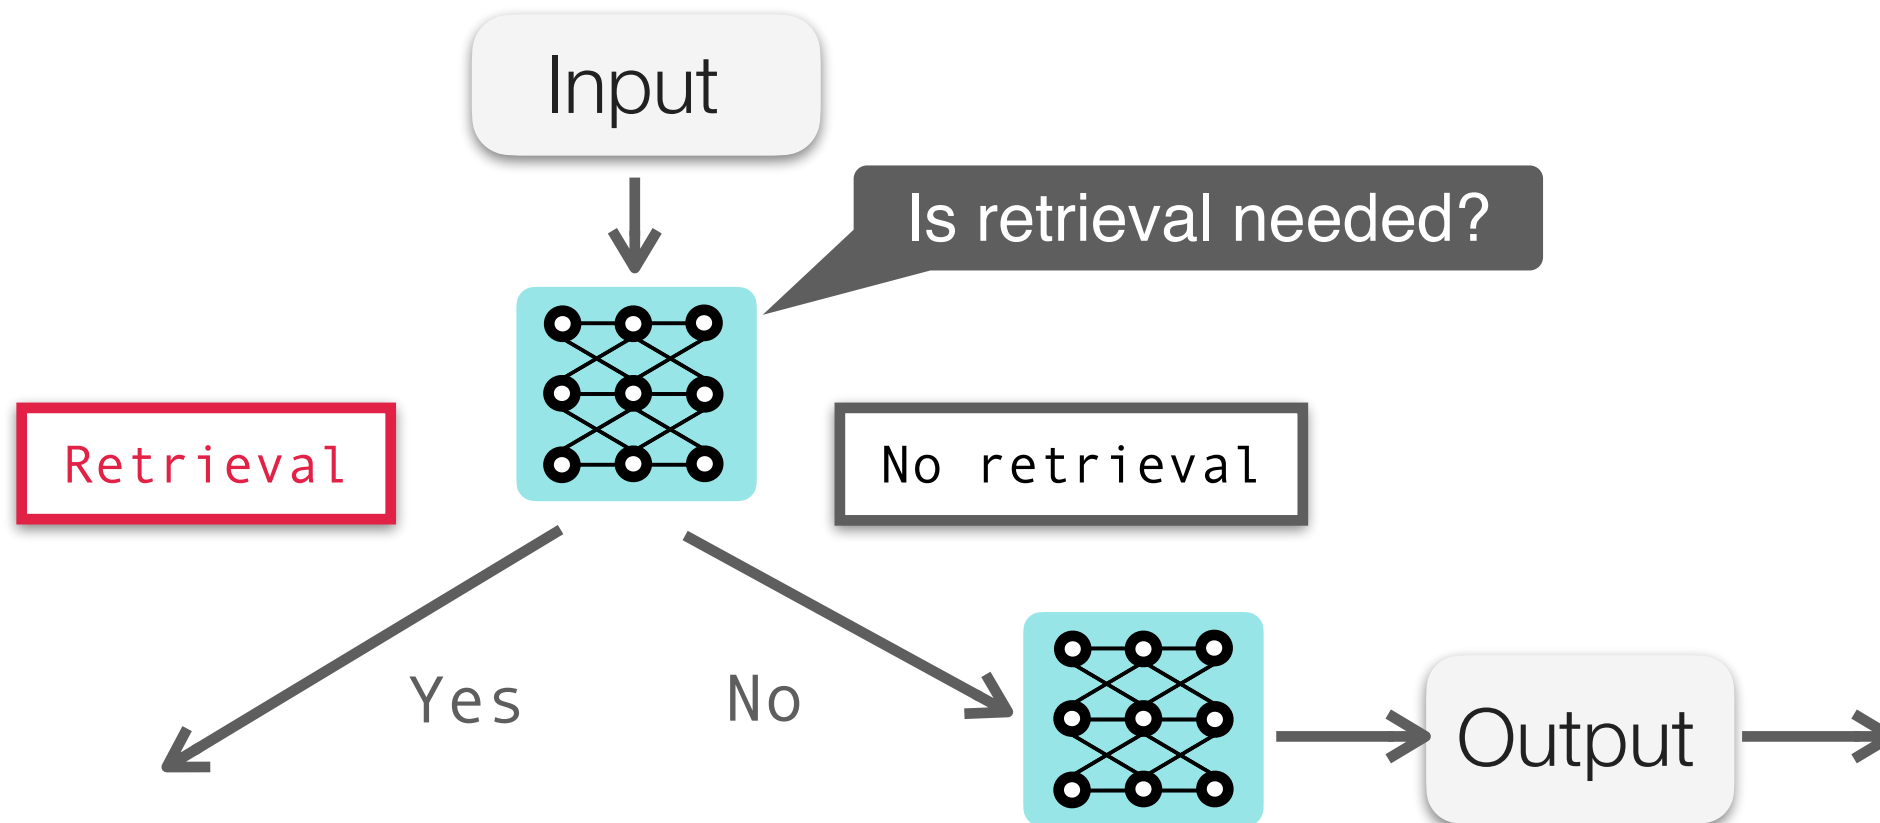 Input
Is retrieval needed?
Retrieval
No retrieval
Yes
No
Output